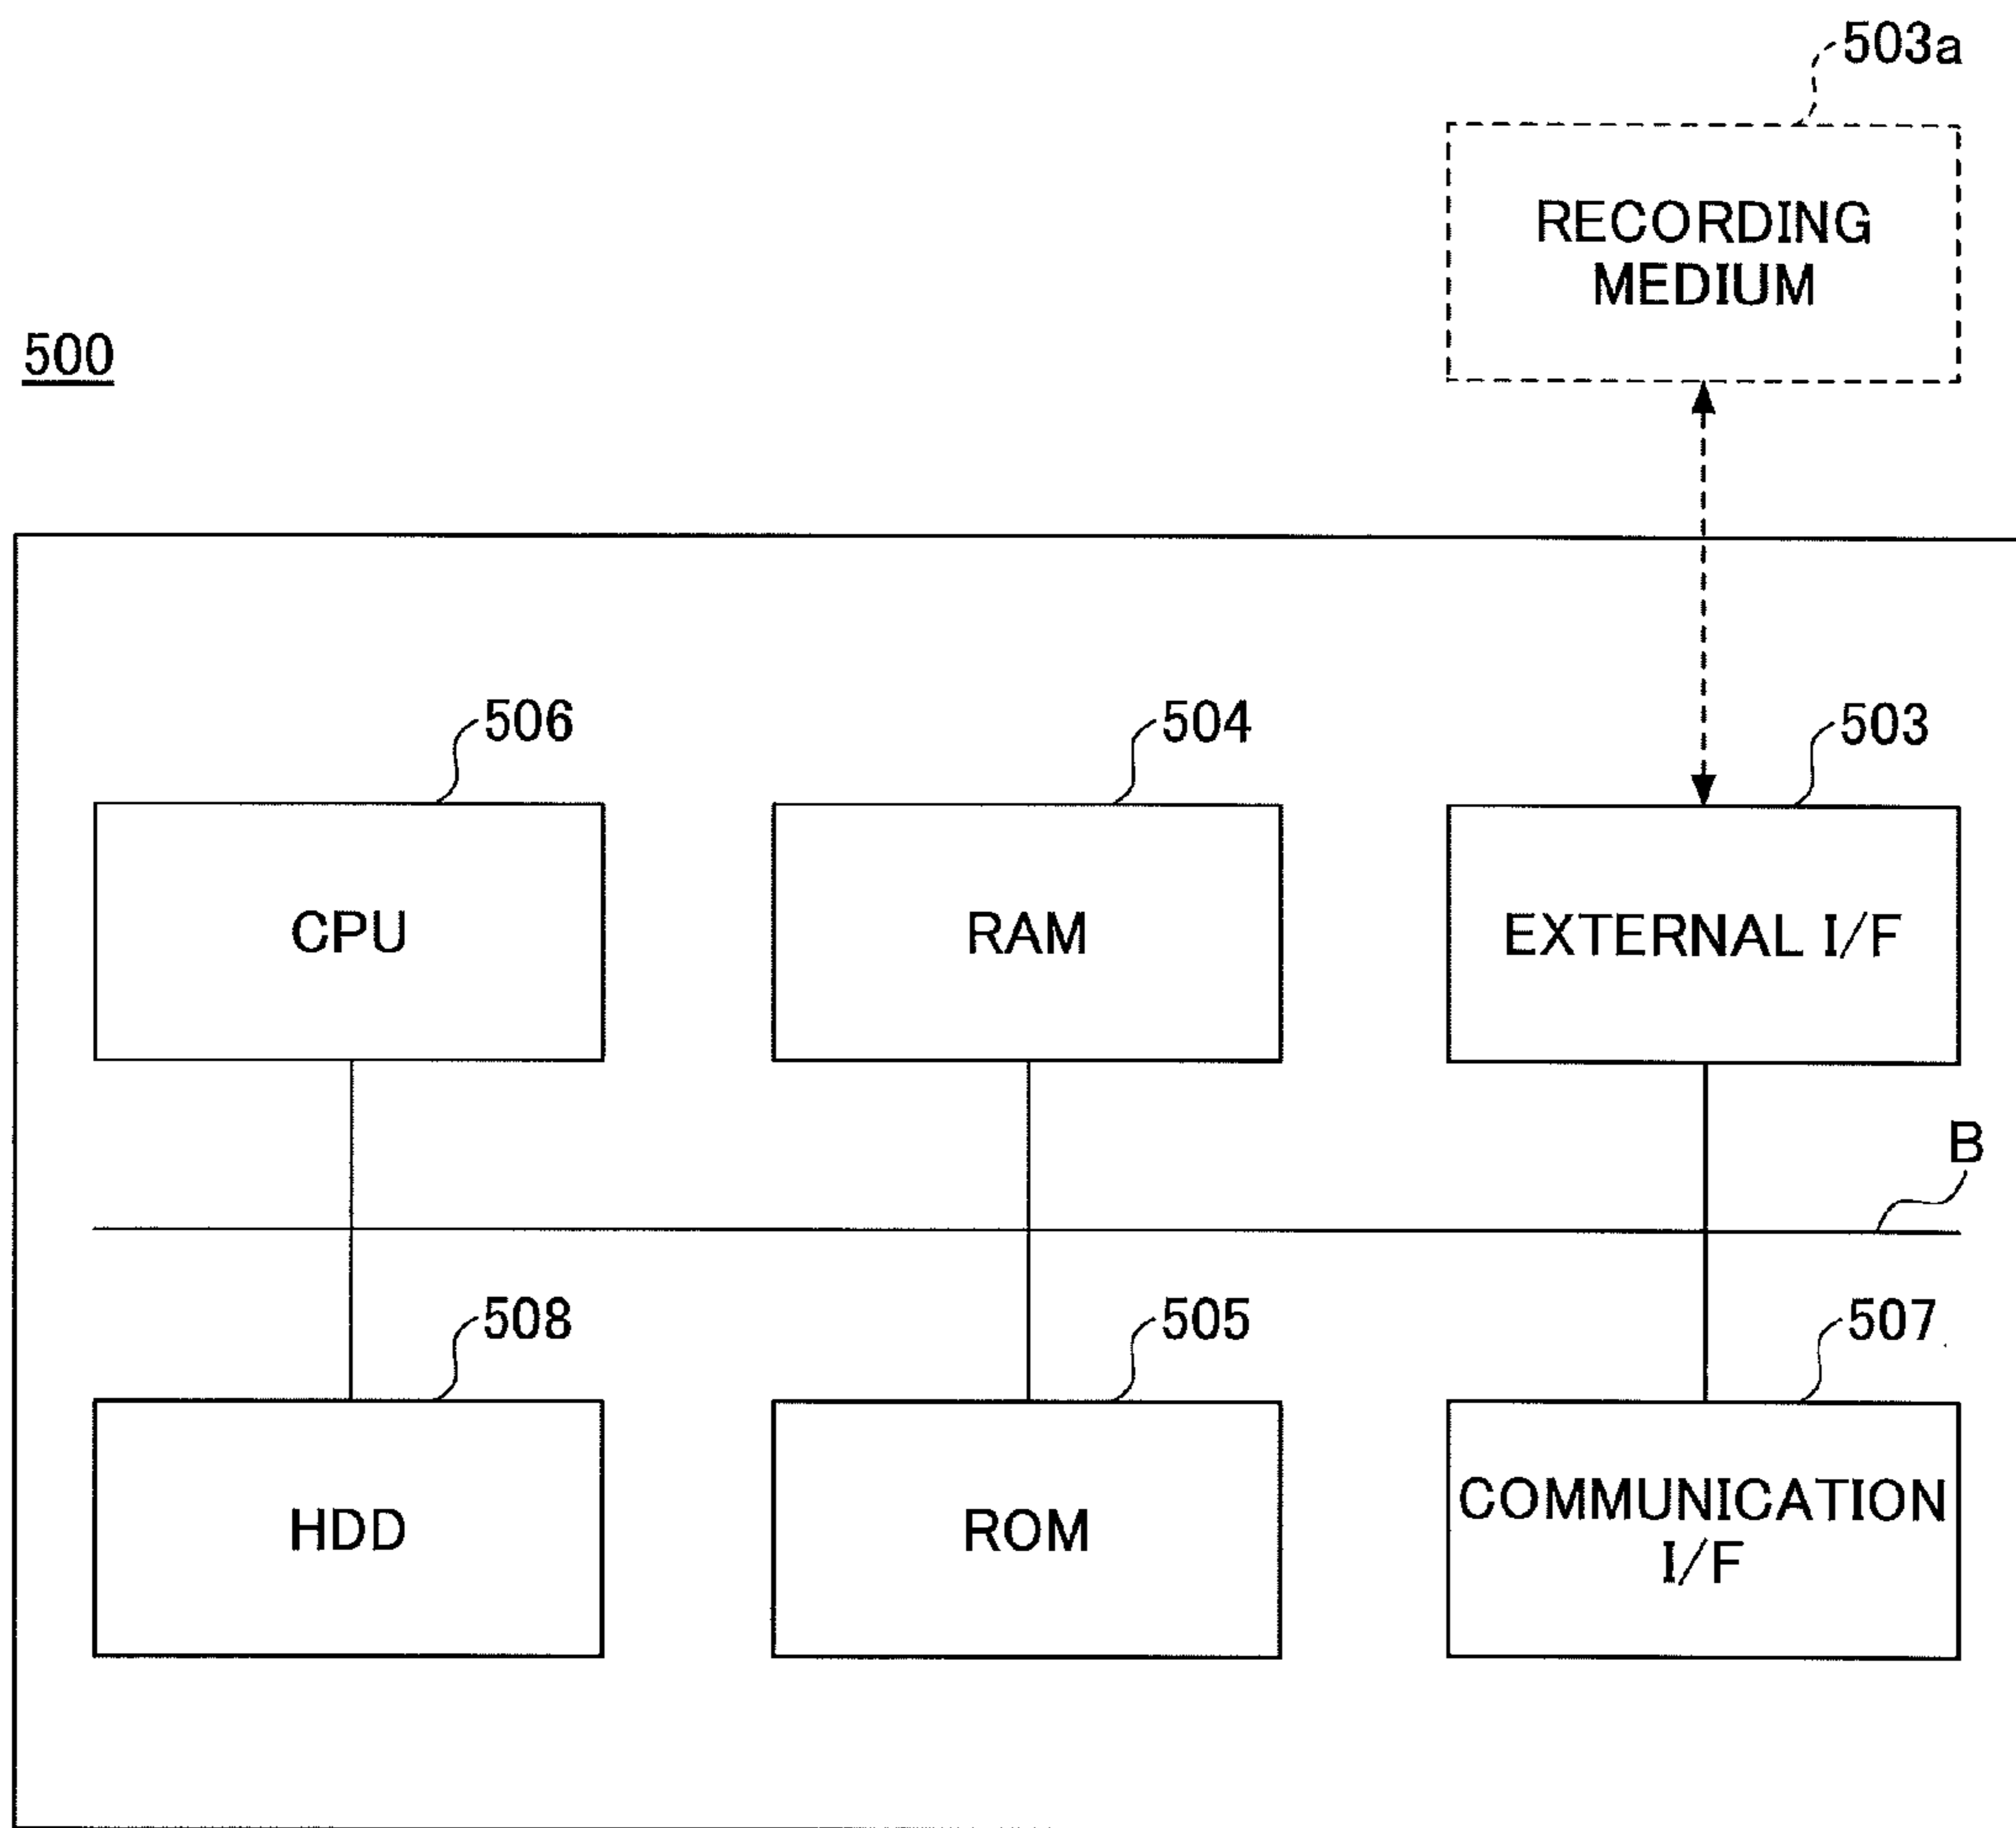 503a
RECORDING
MEDIUM
500
506
504
503
CPU
RAM
EXTERNAL I/F
B
508
505
507
HDD
ROM
COMMUNICATION
I/F